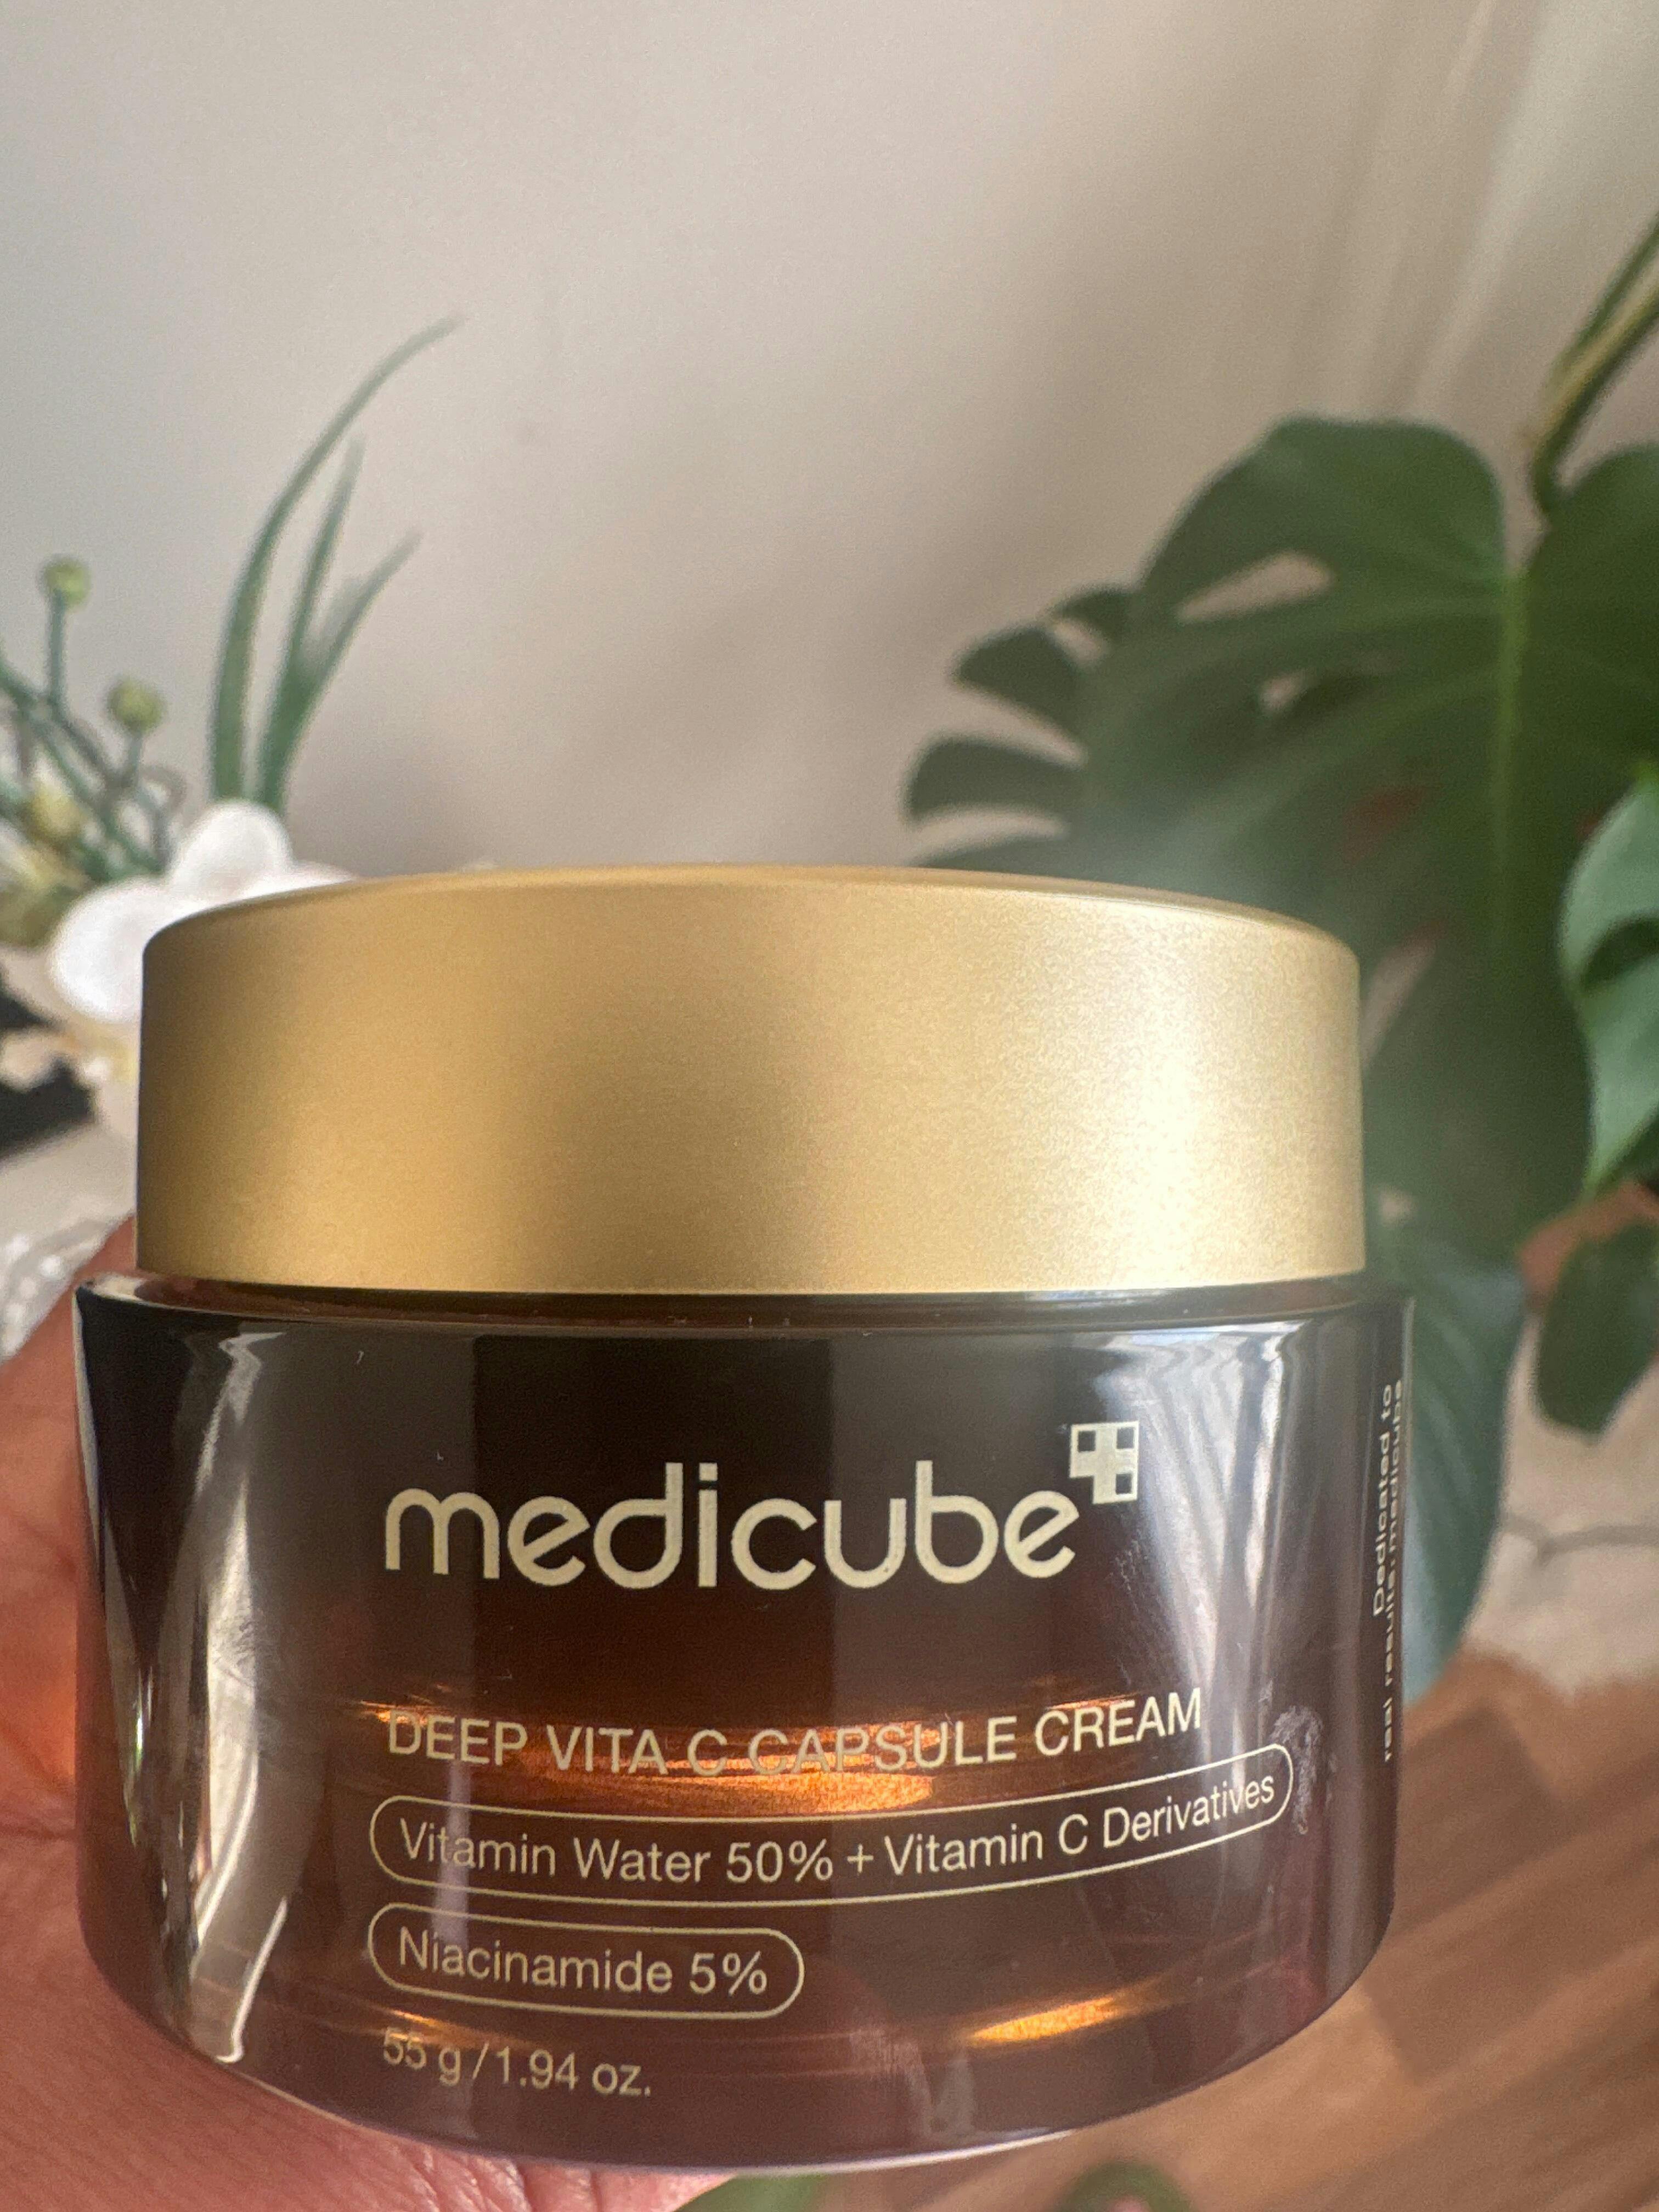 medicube
DEEP VITA C CAPSULE CREAM
Vitamin Water 50% + Vitamin C Derivatives
Niacinamide 5%
55 g / 1.94 oz.
Dedicated to
real results, medicube